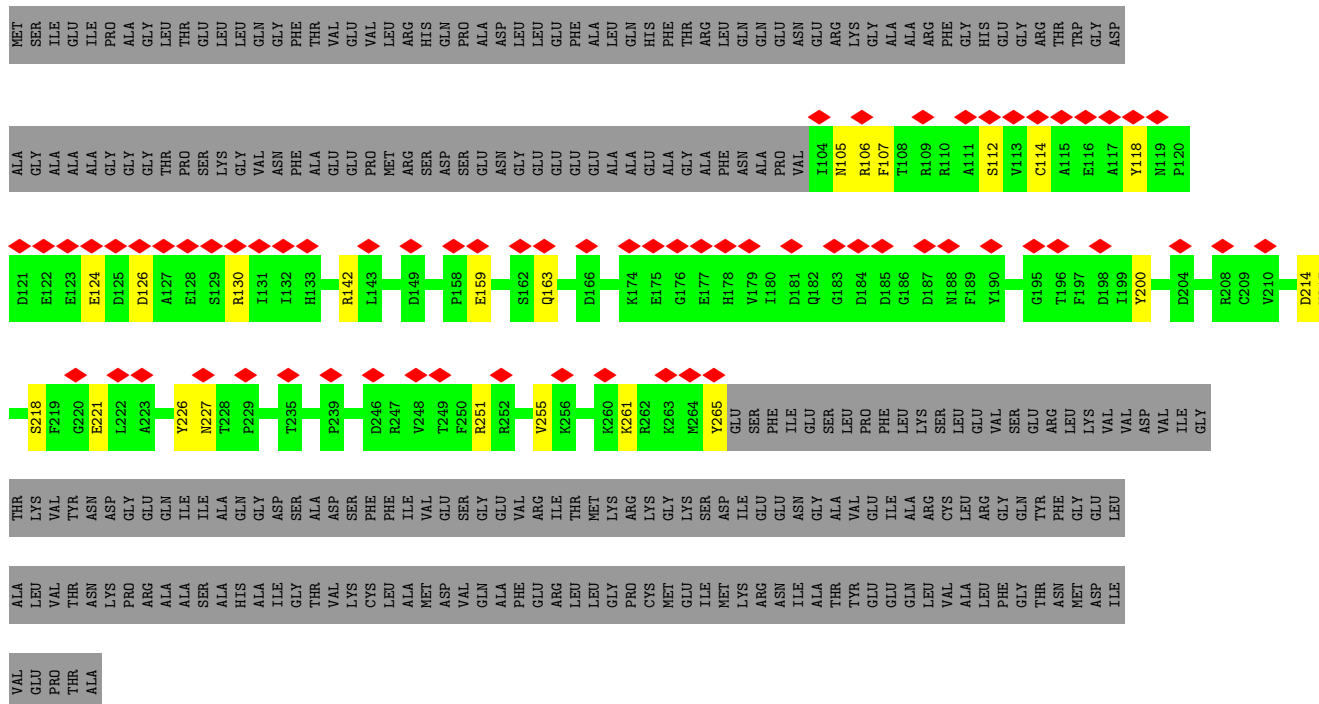 MET SER ILE GLU ILE PRO ALA GLY LEU THR GLU LEU LEU GLN GLY PHE THR VAL GLU VAL LEU ARG HIS GLN PRO ALA ASP LEU LEU GLU PHE ALA LEU GLN HIS PHE THR ARG LEU GLN GLN GLU ASN GLU ARG LYS GLY ALA ALA ARG PHE GLY HIS GLU GLY ARG THR TRP GLY ASP
ALA GLY ALA ALA ALA GLY GLY GLY THR PRO SER LYS GLY VAL ASN PHE ALA GLU GLU PRO MET ARG SER ASP SER GLU ASN GLY GLU GLU GLU GLU ALA ALA GLU ALA GLY ALA PHE ASN ALA PRO VAL I104 N105 R106 F107 T108 R109 R110 A111 S112 V113 C114 A115 E116 A117 Y118 N119 P120
D121 E122 E123 E124 D125 D126 A127 E128 S129 R130 I131 I132 H133 R142 L143 D149 P158 E159 S162 Q163 D166 K174 E175 G176 E177 H178 V179 I180 D181 Q182 G183 D184 D185 G186 D187 N188 F189 Y190 G195 T196 F197 D198 I199 Y200 D204 R208 C209 V210 D214
S218 F219 G220 E221 L222 A223 Y226 N227 T228 P229 T235 P239 D246 R247 V248 T249 F250 R251 R252 V255 K256 K260 K261 R262 K263 M264 Y265 GLU SER PHE ILE GLU SER LEU PRO PHE LEU LYS SER LEU GLU VAL SER GLU ARG LEU LYS VAL VAL ASP VAL ILE GLY
THR LYS VAL TYR ASN ASP GLY GLU GLN ILE ILE ALA GLN GLY ASP SER ALA ASP SER PHE PHE ILE VAL GLU SER GLY GLU VAL ARG ILE THR MET LYS ARG LYS GLY LYS SER ASP ILE GLU GLU ASN GLY ALA VAL GLU ILE ALA ARG CYS LEU ARG GLY GLN TYR PHE GLY GLU LEU
ALA LEU VAL THR ASN LYS PRO ARG ALA ALA SER ALA HIS ALA ILE GLY THR VAL LYS CYS LEU ALA MET ASP VAL GLN ALA PHE GLU ARG LEU LEU GLY PRO CYS MET GLU ILE MET LYS ARG ASN ILE ALA THR TYR GLU GLU GLN LEU VAL ALA LEU PHE GLY THR ASN MET ASP ILE
VAL GLU PRO THR ALA